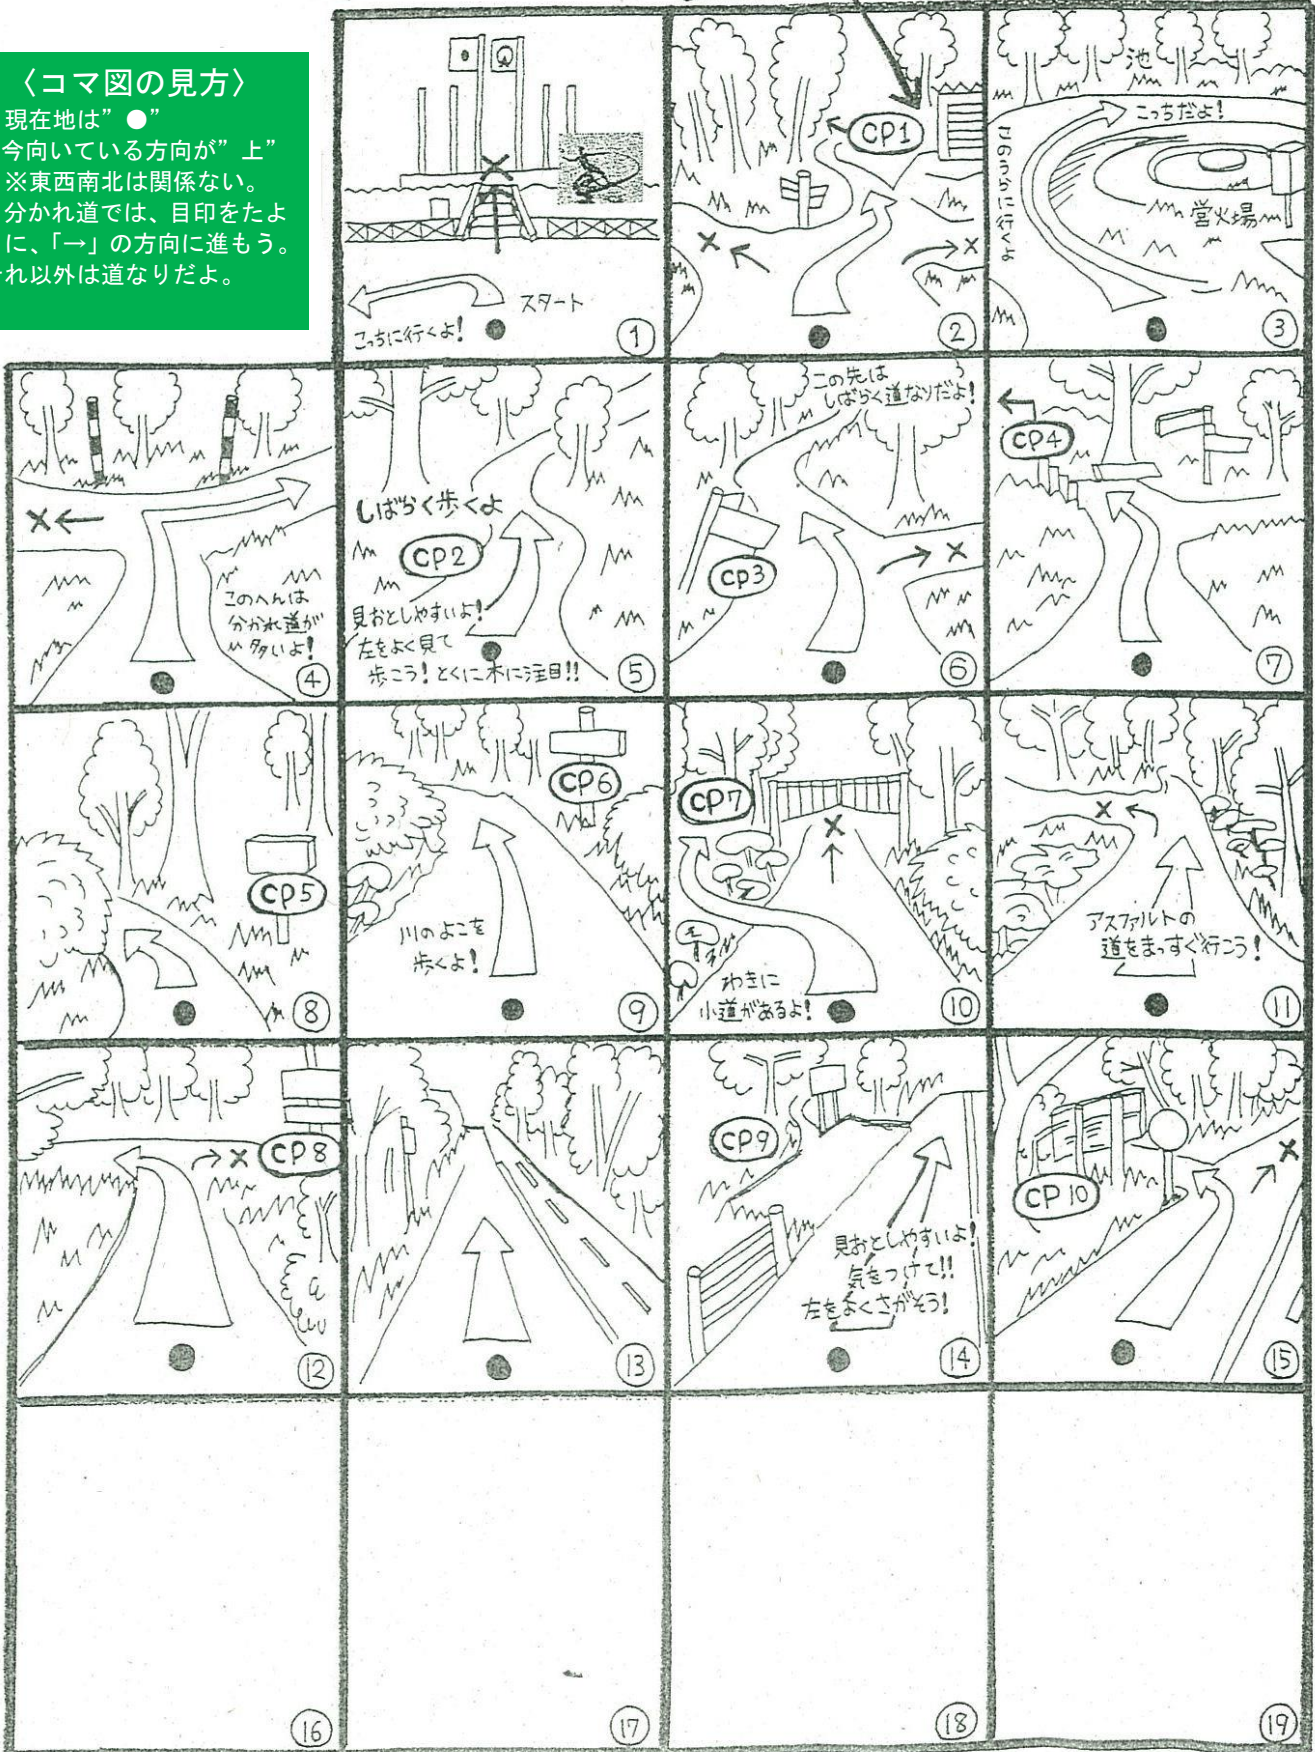 〈コマ図の見方〉
現在地は”●”
今向いている方向が”上”
※東西南北は関係ない。
分かれ道では、目印をたよ
に、「→」の方向に進もう。
れ以外は道なりだよ。
スタート
こっちに行くよ!
①
CP1
②
池
こっちだよ!
このうらに行くよ
営火場
③
このへんは
分かれ道が
多いよ!
④
しばらく歩くよ
CP2
見おとしやすいよ!
左をよく見て
歩こう!とくに木に注目!!
⑤
この先は
しばらく道なりだよ!
CP3
⑥
CP4
⑦
CP5
⑧
CP6
川のよこを
歩くよ!
⑨
CP7
わきに
小道があるよ!
⑩
アスファルトの
道をまっすぐ行こう!
⑪
CP8
⑫
⑬
CP9
見おとしやすいよ!
気をつけて!!
左をよくさがそう!
⑭
CP10
⑮
⑯
⑰
⑱
⑲